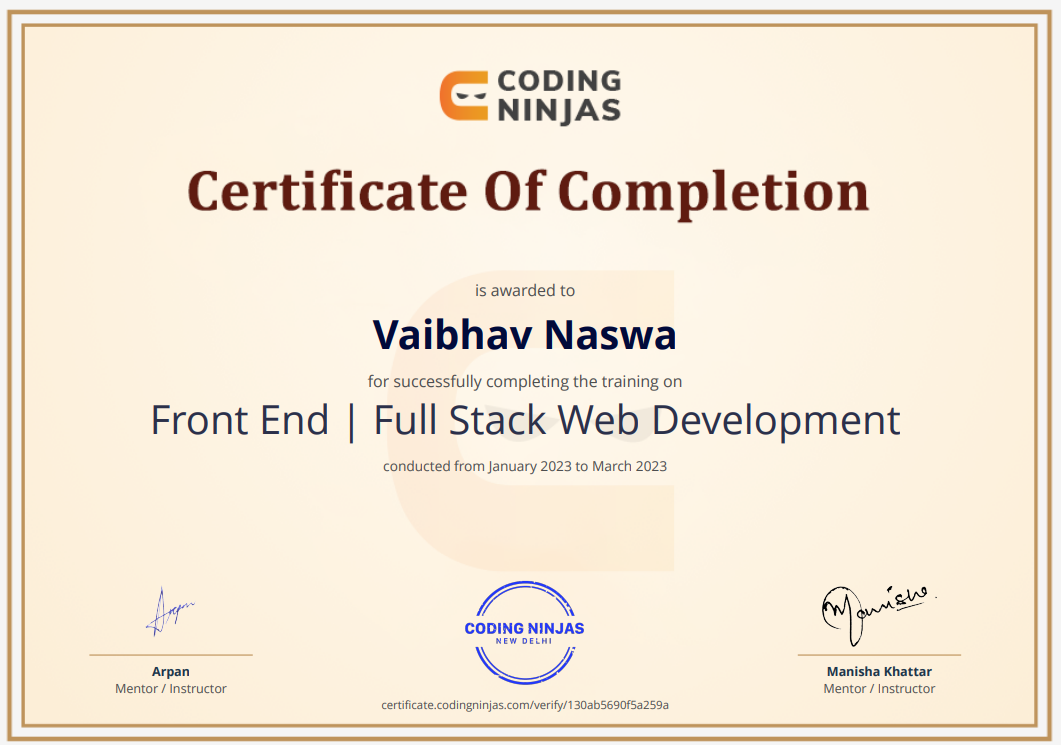 CODING
NINJAS
Certificate Of Completion
is awarded to
Vaibhav Naswa
for successfully completing the training on
Front End | Full Stack Web Development
conducted from January 2023 to March 2023
Arpan
Arpan
Mentor / Instructor
CODING NINJAS
NEW DELHI
certificate.codingninjas.com/verify/130ab5690f5a259a
Manisha
Manisha Khattar
Mentor / Instructor